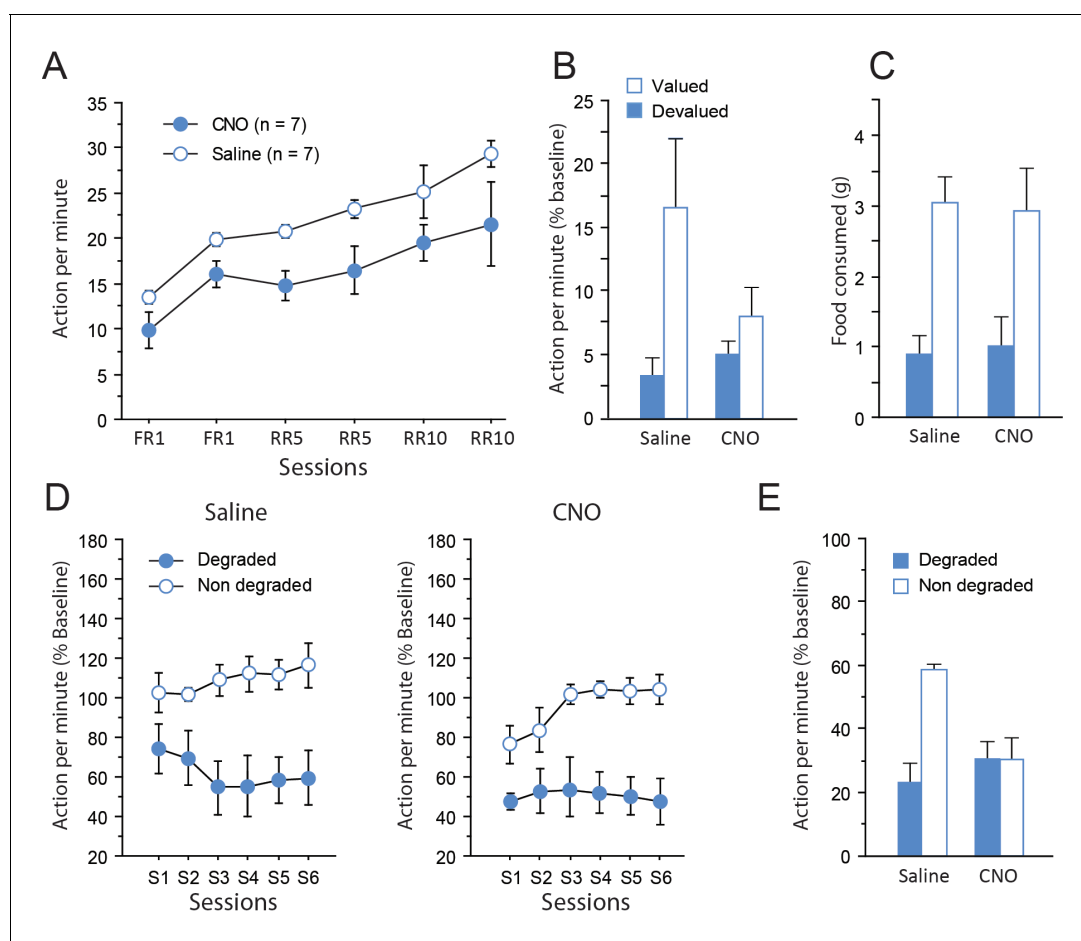 A
Action per minute
35
30
25
20
15
10
5
0
CNO (n = 7)
Saline (n = 7)
FR1 FR1 RR5 RR5 RR10 RR10
Sessions
B
Action per minute (% baseline)
Valued
Devalued
25
20
15
10
5
0
Saline CNO
C
Food consumed (g)
4
3
2
1
0
Saline CNO
D
Saline
Action per minute (% Baseline)
180
160
140
120
100
80
60
40
20
Degraded
Non degraded
S1 S2 S3 S4 S5 S6
Sessions
CNO
Action per minute (% Baseline)
180
160
140
120
100
80
60
40
20
S1 S2 S3 S4 S5 S6
Sessions
E
Action per minute (% baseline)
100
80
60
40
20
0
Degraded
Non degraded
Saline CNO